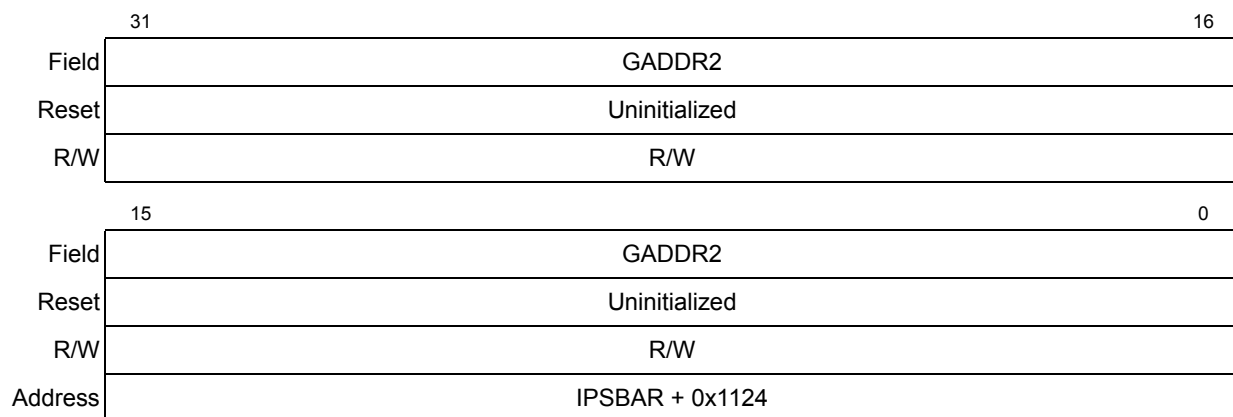 31 16
Field GADDR2
Reset Uninitialized
R/W R/W
15 0
Field GADDR2
Reset Uninitialized
R/W R/W
Address IPSBAR + 0x1124